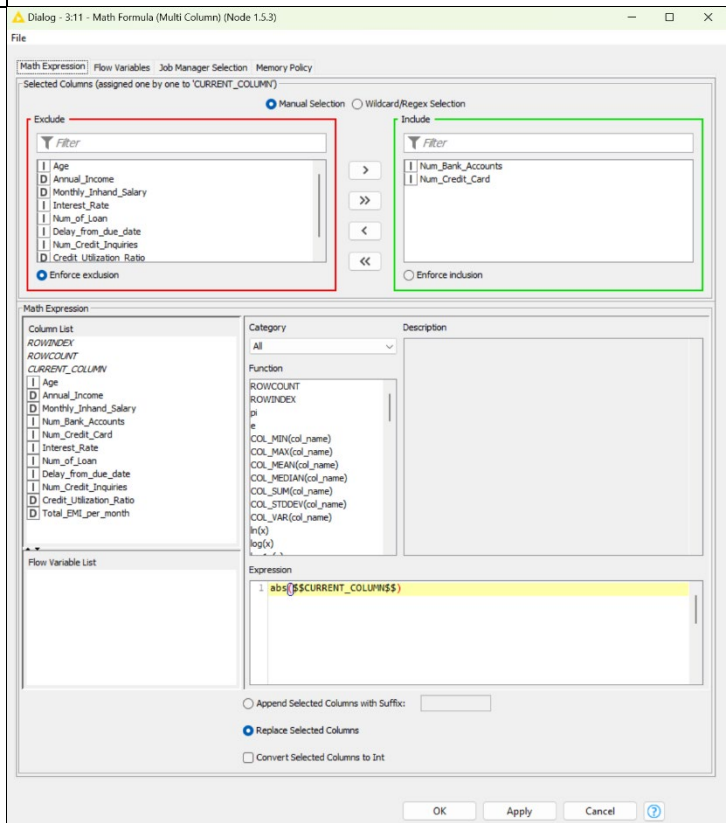 Dialog - 3:11 - Math Formula (Multi Column) (Node 1.5.3)
File
Math Expression Flow Variables Job Manager Selection Memory Policy
Selected Columns (assigned one by one to 'CURRENT_COLUMN')
Manual Selection Wildcard/Regex Selection
Exclude
Filter
I Age
D Annual_Income
D Monthly_Inhand_Salary
I Interest_Rate
I Num_of_Loan
I Delay_from_due_date
I Num_Credit_Inquiries
D Credit_Utilization_Ratio
Enforce exclusion
>
>>
<
<<
Include
Filter
I Num_Bank_Accounts
I Num_Credit_Card
Enforce inclusion
Math Expression
Column List
ROWINDEX
ROWCOUNT
CURRENT_COLUMN
I Age
D Annual_Income
D Monthly_Inhand_Salary
I Num_Bank_Accounts
I Num_Credit_Card
I Interest_Rate
I Num_of_Loan
I Delay_from_due_date
I Num_Credit_Inquiries
D Credit_Utilization_Ratio
D Total_EMI_per_month
Flow Variable List
Category
All
Function
ROWCOUNT
ROWINDEX
pi
e
COL_MIN(col_name)
COL_MAX(col_name)
COL_MEAN(col_name)
COL_MEDIAN(col_name)
COL_SUM(col_name)
COL_STDDEV(col_name)
COL_VAR(col_name)
ln(x)
log(x)
Description
Expression
1 abs($$CURRENT_COLUMN$$)
Append Selected Columns with Suffix:
Replace Selected Columns
Convert Selected Columns to Int
OK Apply Cancel ?